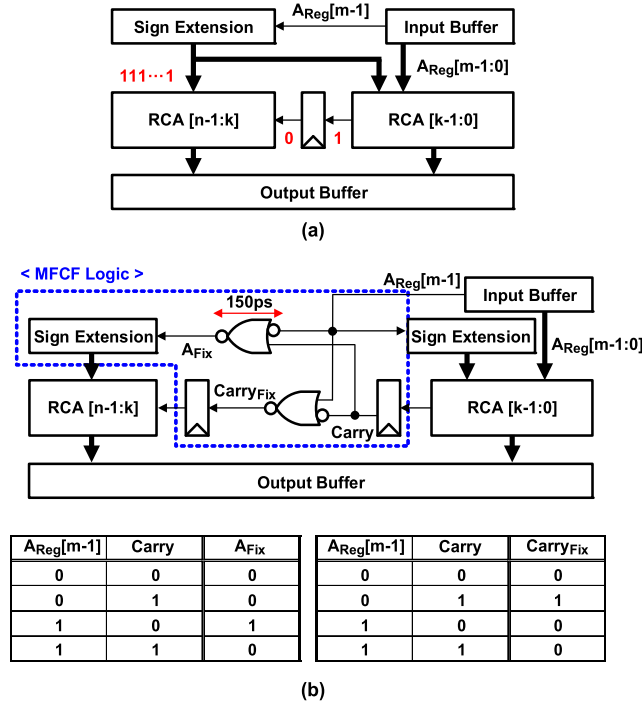 A_Reg[m-1]
Sign Extension
Input Buffer
111···1
A_Reg[m-1:0]
RCA [n-1:k]
0
1
RCA [k-1:0]
Output Buffer
(a)
< MFCF Logic >
A_Reg[m-1]
150ps
Input Buffer
Sign Extension
A_Fix
Sign Extension
A_Reg[m-1:0]
RCA [n-1:k]
Carry_Fix
Carry
RCA [k-1:0]
Output Buffer
A_Reg[m-1] Carry A_Fix
0 0 0
0 1 0
1 0 1
1 1 0
A_Reg[m-1] Carry Carry_Fix
0 0 0
0 1 1
1 0 0
1 1 0
(b)